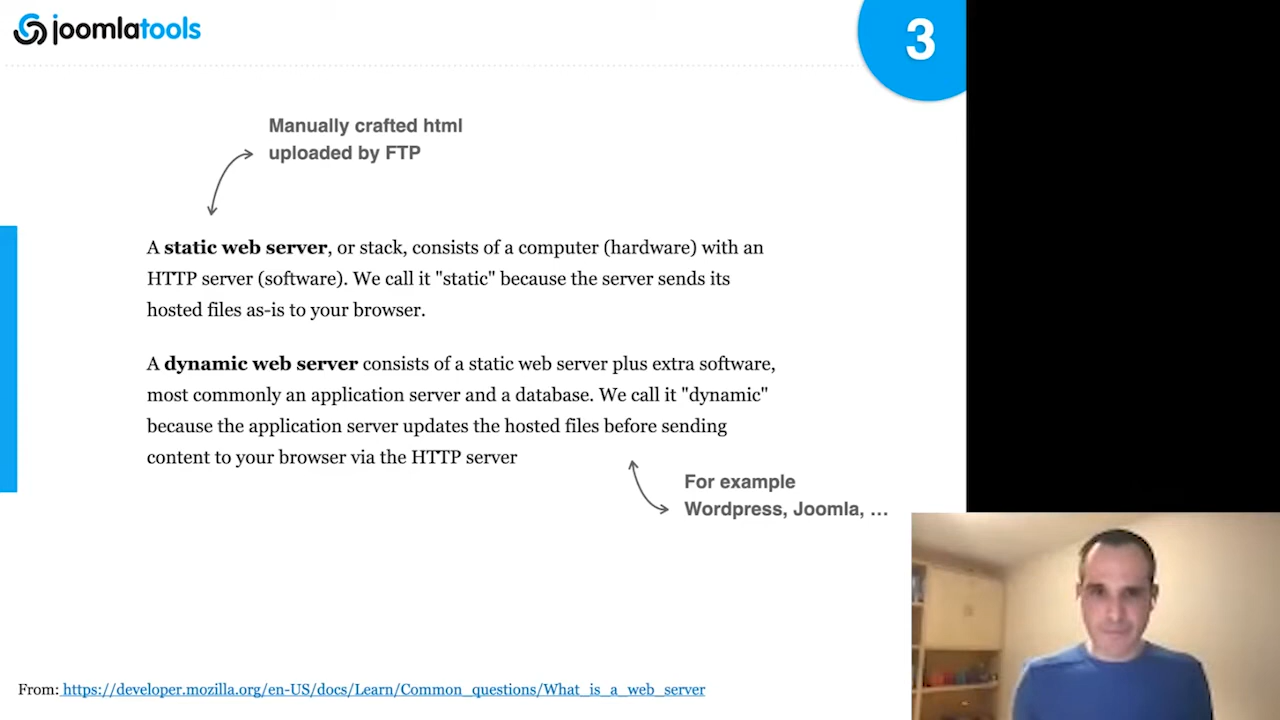 joomlatools
3
Manually crafted html
uploaded by FTP
A static web server, or stack, consists of a computer (hardware) with an
HTTP server (software). We call it "static" because the server sends its
hosted files as-is to your browser.
A dynamic web server consists of a static web server plus extra software,
most commonly an application server and a database. We call it "dynamic"
because the application server updates the hosted files before sending
content to your browser via the HTTP server
For example
Wordpress, Joomla, …
From: https://developer.mozilla.org/en-US/docs/Learn/Common_questions/What_is_a_web_server